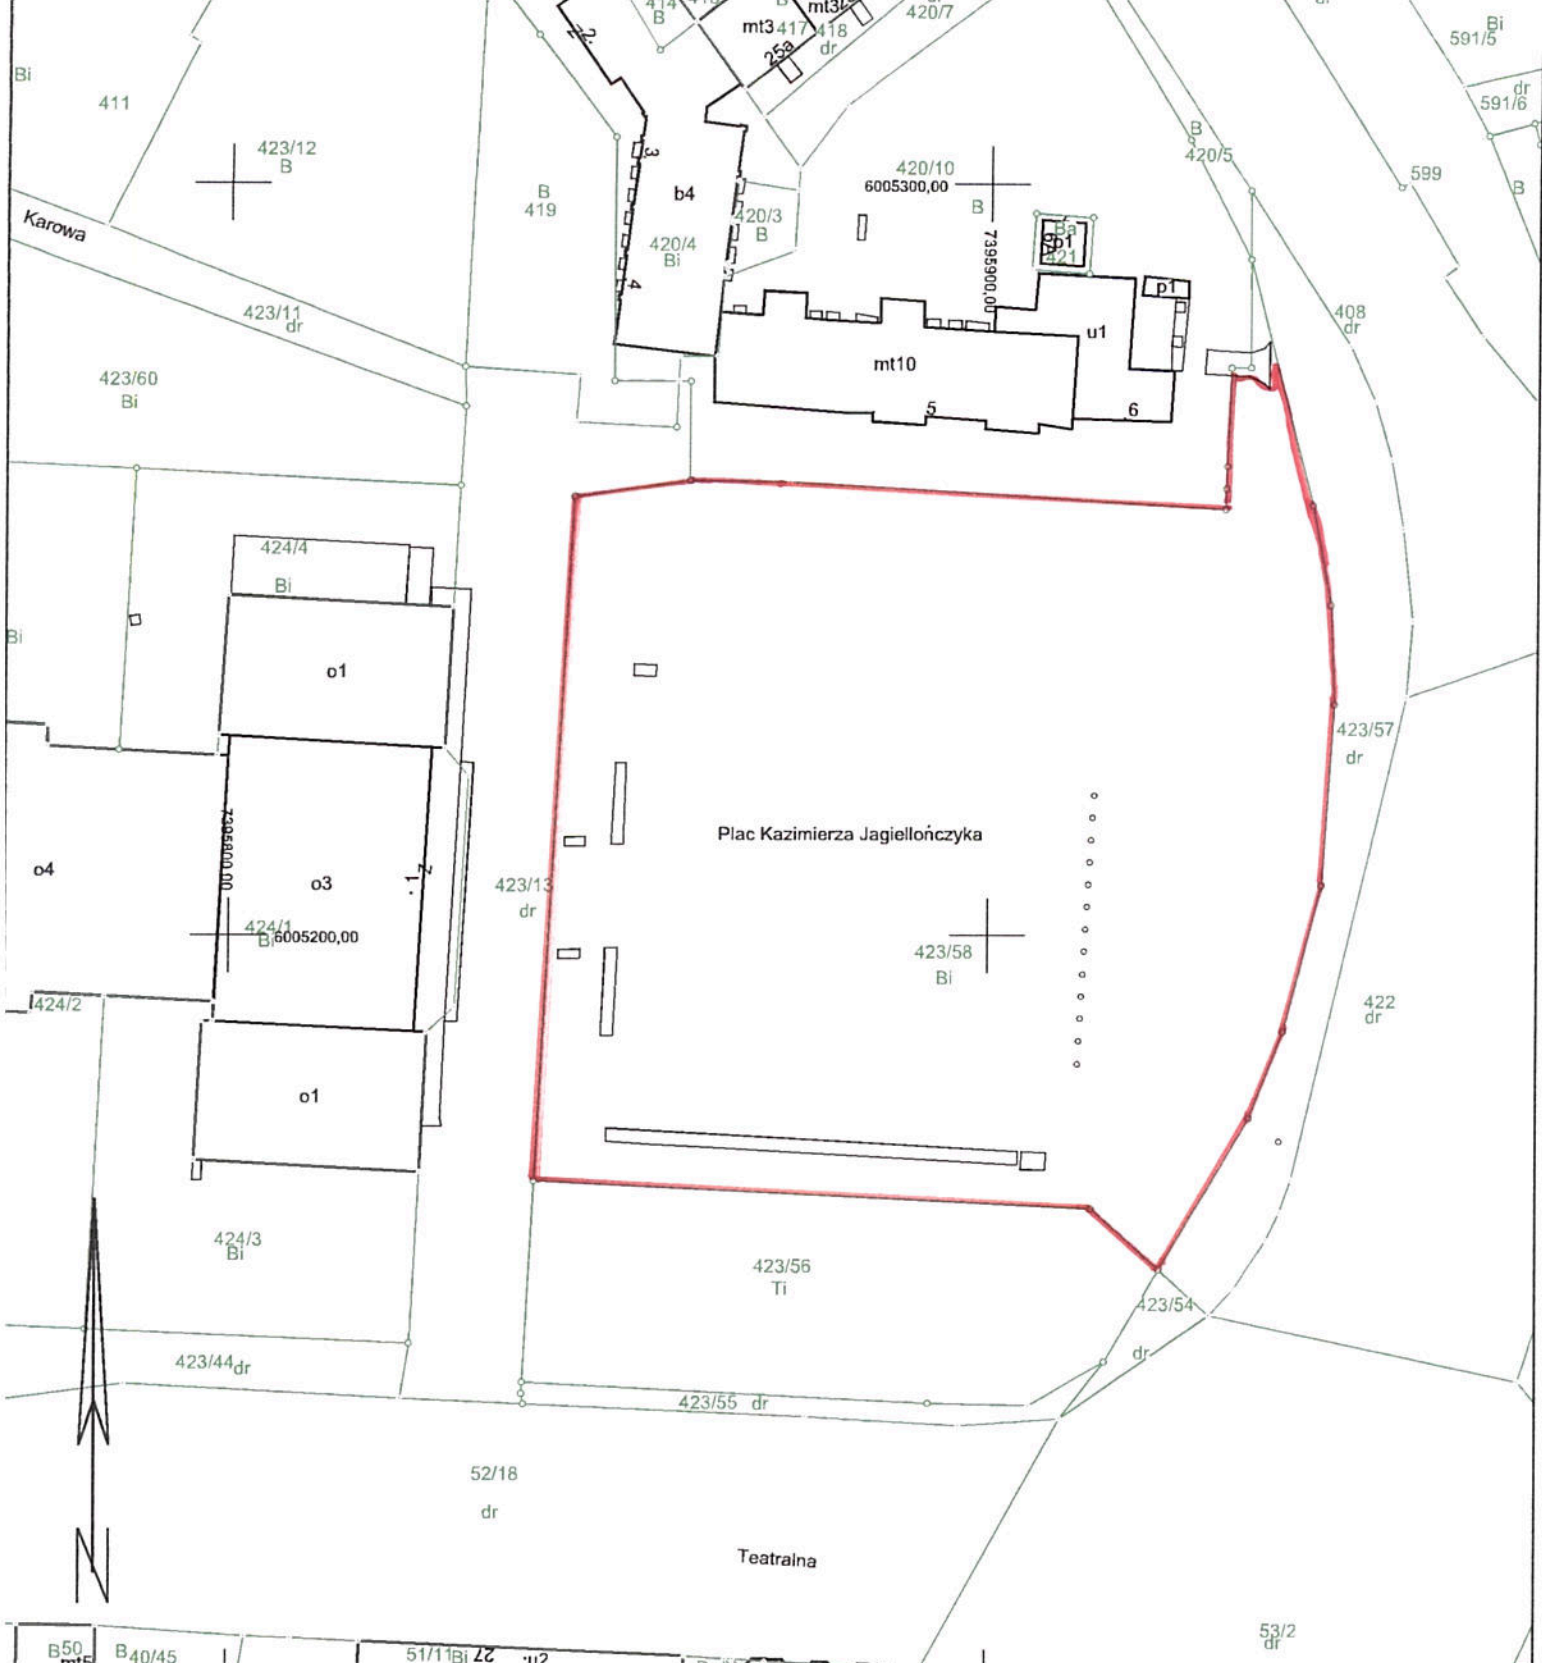 B
mt3
417
418
dr
25a
420/7
Bi
591/5
dr
591/6
Bi
411
423/12
B
3
b4
B
419
420/3
B
420/4
Bi
4
420/10
6005300,00
B
7395900,00
Ba
p1
421
B
420/5
599
B
Karowa
423/11
dr
p1
u1
408
dr
mt10
5
6
423/60
Bi
424/4
Bi
Bi
o1
423/57
dr
Plac Kazimierza Jagiellończyka
o4
7395800,00
o3
1
423/13
dr
424/1
Bi
6005200,00
423/58
Bi
424/2
422
dr
o1
424/3
Bi
423/56
Ti
423/54
dr
423/44
dr
423/55 dr
52/18
dr
Teatralna
N
53/2
dr
B
50
B
40/45
51/11
Bi
27